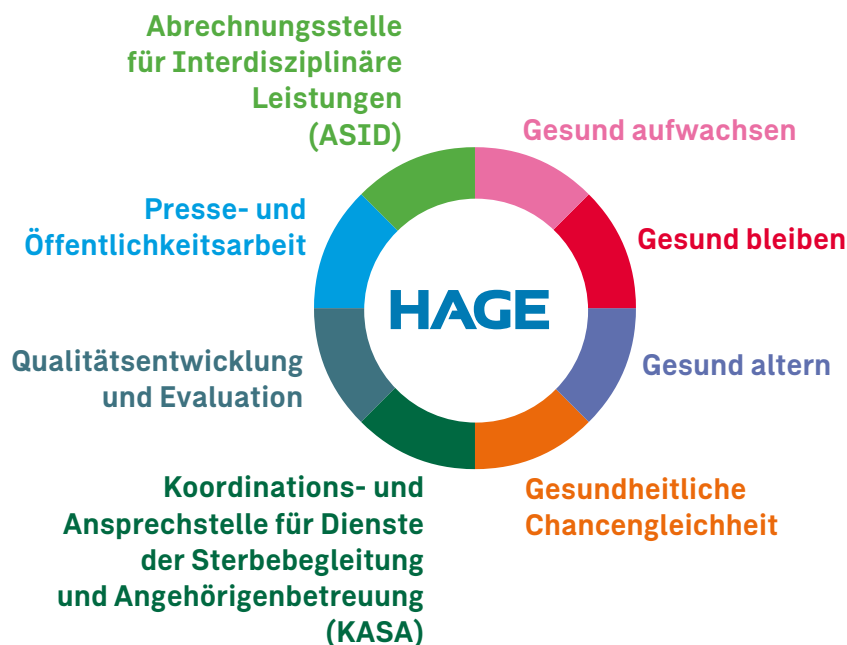 Abrechnungsstelle
für Interdisziplinäre
Leistungen
(ASID)
Gesund aufwachsen
Presse- und
Öffentlichkeitsarbeit
Gesund bleiben
HAGE
Qualitätsentwicklung
und Evaluation
Gesund altern
Koordinations- und
Ansprechstelle für Dienste
der Sterbebegleitung
und Angehörigenbetreuung
(KASA)
Gesundheitliche
Chancengleichheit